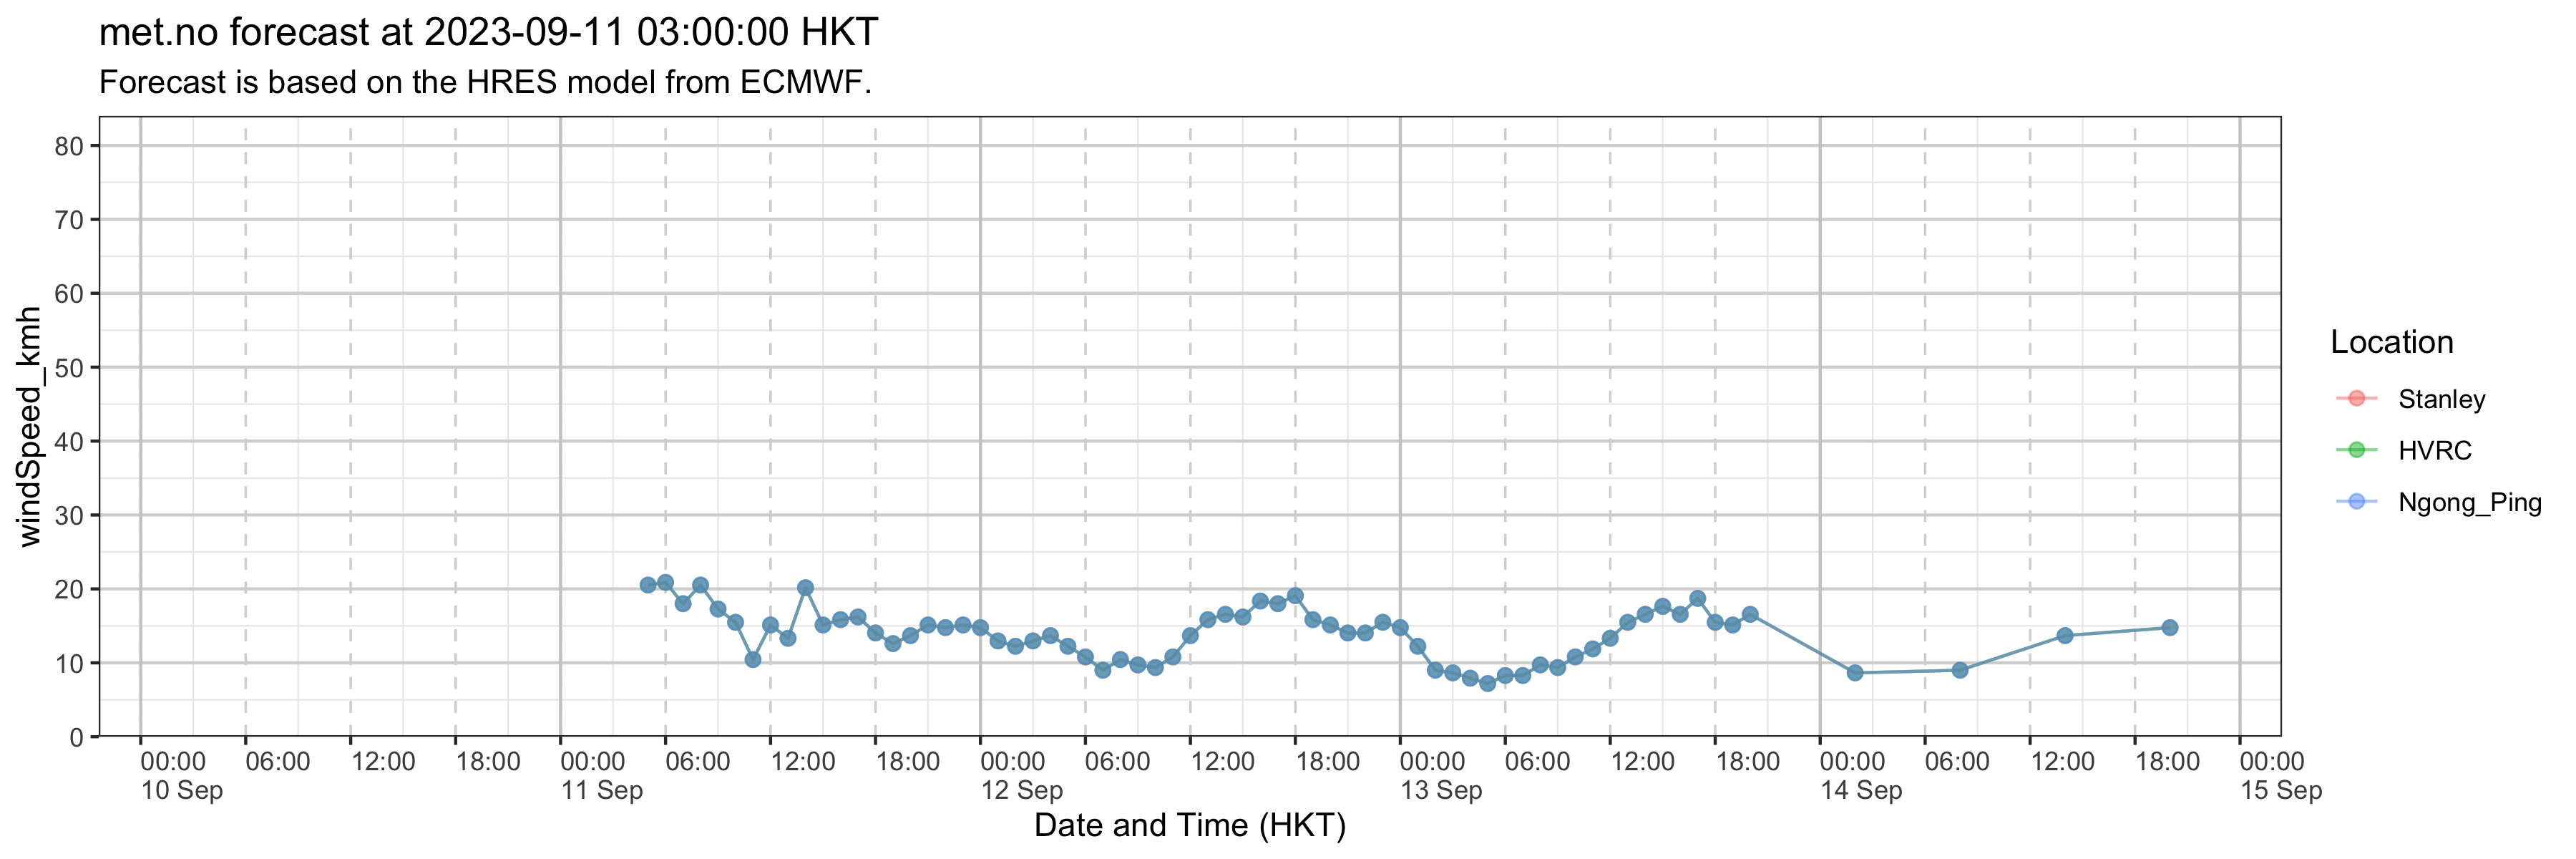 met.no forecast at 2023-09-11 03:00:00 HKT
Forecast is based on the HRES model from ECMWF.
windSpeed_kmh
80
70
60
50
40
30
20
10
0
00:00 06:00 12:00 18:00 00:00 06:00 12:00 18:00 00:00 06:00 12:00 18:00 00:00 06:00 12:00 18:00 00:00 06:00 12:00 18:00 00:00
10 Sep 11 Sep 12 Sep 13 Sep 14 Sep 15 Sep
Date and Time (HKT)
Location
Stanley
HVRC
Ngong_Ping